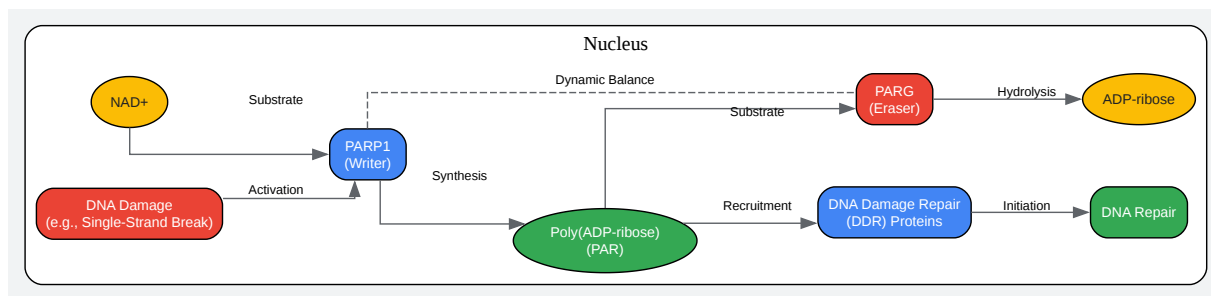 Nucleus
Dynamic Balance
NAD+
Substrate
PARG
(Eraser)
Hydrolysis
ADP-ribose
Substrate
PARP1
(Writer)
Synthesis
Activation
DNA Damage
(e.g., Single-Strand Break)
Poly(ADP-ribose)
(PAR)
Recruitment
DNA Damage Repair
(DDR) Proteins
Initiation
DNA Repair